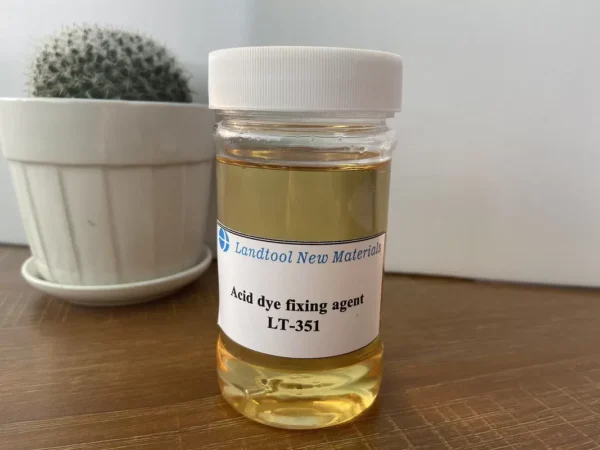 Landtool New Materials
Acid dye fixing agent
LT-351